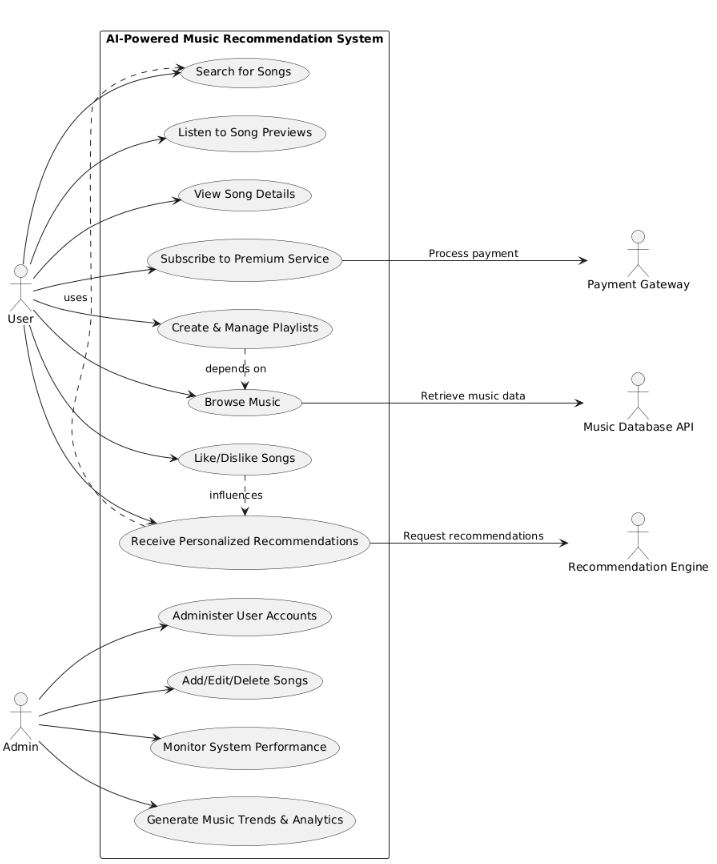 AI-Powered Music Recommendation System
Search for Songs
Listen to Song Previews
View Song Details
Subscribe to Premium Service
Process payment
Payment Gateway
uses
User
Create & Manage Playlists
depends on
Browse Music
Retrieve music data
Music Database API
Like/Dislike Songs
influences
Receive Personalized Recommendations
Request recommendations
Recommendation Engine
Administer User Accounts
Add/Edit/Delete Songs
Admin
Monitor System Performance
Generate Music Trends & Analytics